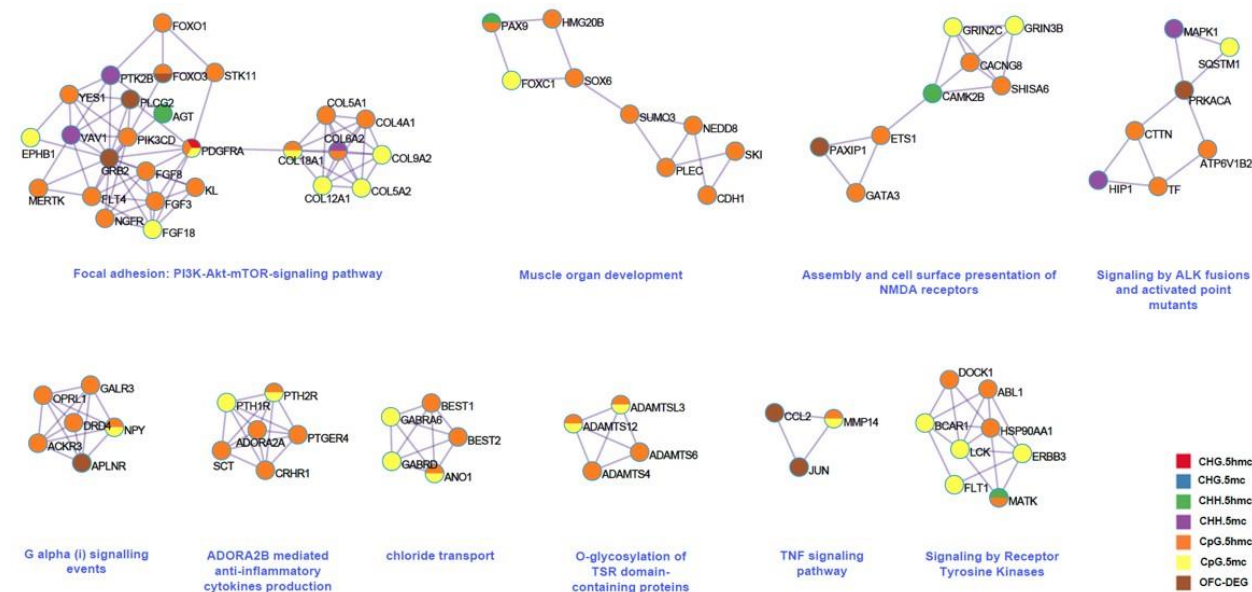 FOXO1
PTK2B
FOXO3
STK11
YES1
PLCG2
AGT
VAV1
PIK3CD
EPHB1
PDGFRA
GRB2
FGF8
KL
MERTK
FLT4
FGF3
NGFR
FGF18
COL5A1
COL4A1
COL6A2
COL18A1
COL9A2
COL12A1
COL5A2
Focal adhesion: PI3K-Akt-mTOR-signaling pathway
PAX9
HMG20B
FOXC1
SOX6
SUMO3
NEDD8
SKI
PLEC
CDH1
Muscle organ development
GRIN2C
GRIN3B
CACNG8
CAMK2B
SHISA6
ETS1
PAXIP1
GATA3
Assembly and cell surface presentation of
NMDA receptors
MAPK1
SQSTM1
PRKACA
CTTN
ATP6V1B2
HIP1
TF
Signaling by ALK fusions
and activated point
mutants
GALR3
OPRL1
DRD4
NPY
ACKR3
APLNR
G alpha (i) signalling
events
PTH2R
PTH1R
ADORA2A
PTGER4
SCT
CRHR1
ADORA2B mediated
anti-inflammatory
cytokines production
BEST1
GABRA6
BEST2
GABRD
ANO1
chloride transport
ADAMTSL3
ADAMTS12
ADAMTS6
ADAMTS4
O-glycosylation of
TSR domain-
containing proteins
CCL2
MMP14
JUN
TNF signaling
pathway
DOCK1
ABL1
BCAR1
HSP90AA1
LCK
ERBB3
FLT1
MATK
Signaling by Receptor
Tyrosine Kinases
CHG.5hmc
CHG.5mc
CHH.5hmc
CHH.5mc
CpG.5hmc
CpG.5mc
OFC-DEG